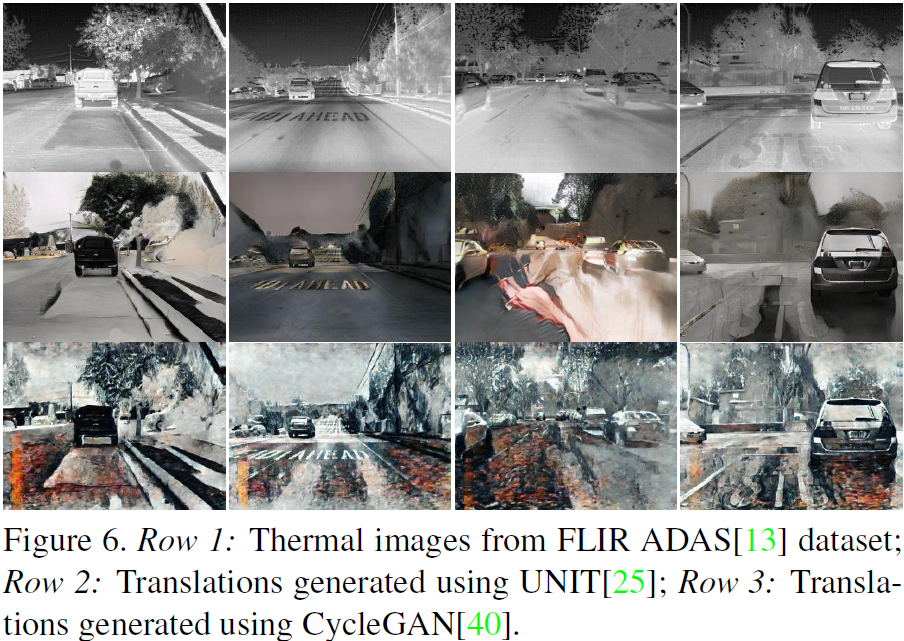 Figure 6. Row 1: Thermal images from FLIR ADAS[13] dataset;
Row 2: Translations generated using UNIT[25]; Row 3: Transla-
tions generated using CycleGAN[40].